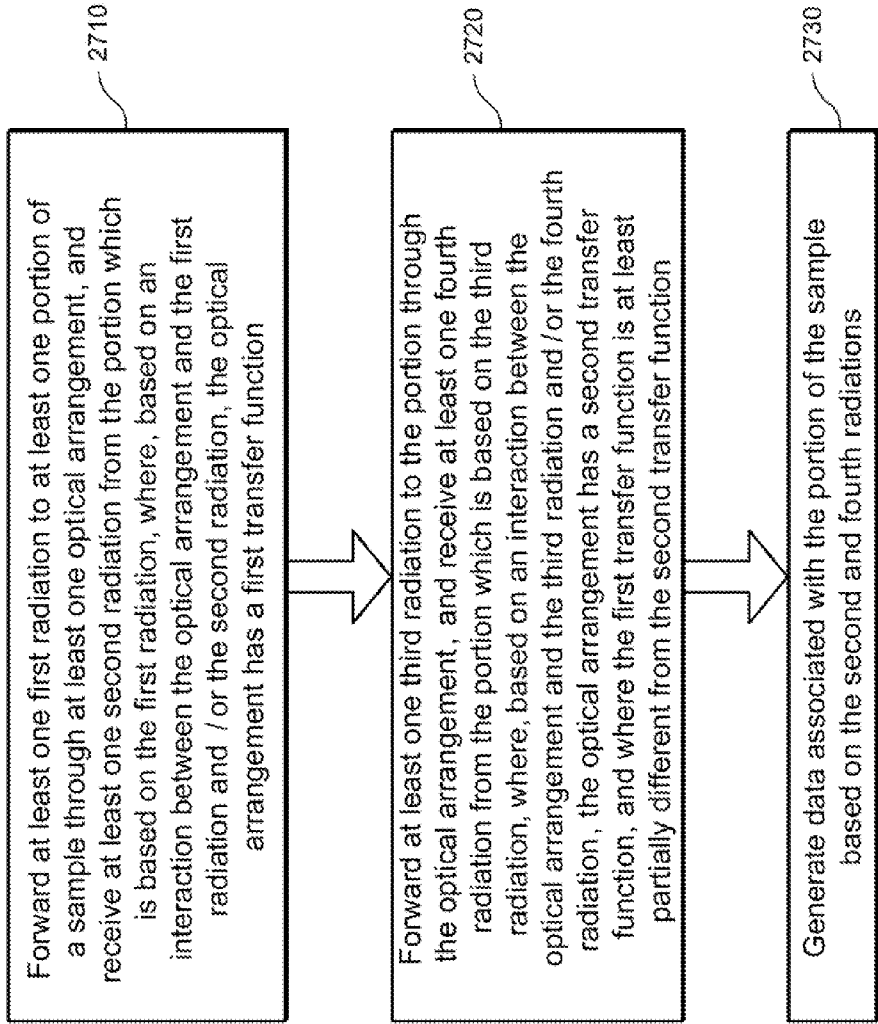 2710
Forward at least one first radiation to at least one portion of
a sample through at least one optical arrangement, and
receive at least one second radiation from the portion which
is based on the first radiation, where, based on an
interaction between the optical arrangement and the first
radiation and / or the second radiation, the optical
arrangement has a first transfer function
2720
Forward at least one third radiation to the portion through
the optical arrangement, and receive at least one fourth
radiation from the portion which is based on the third
radiation, where, based on an interaction between the
optical arrangement and the third radiation and / or the fourth
radiation, the optical arrangement has a second transfer
function, and where the first transfer function is at least
partially different from the second transfer function
2730
Generate data associated with the portion of the sample
based on the second and fourth radiations